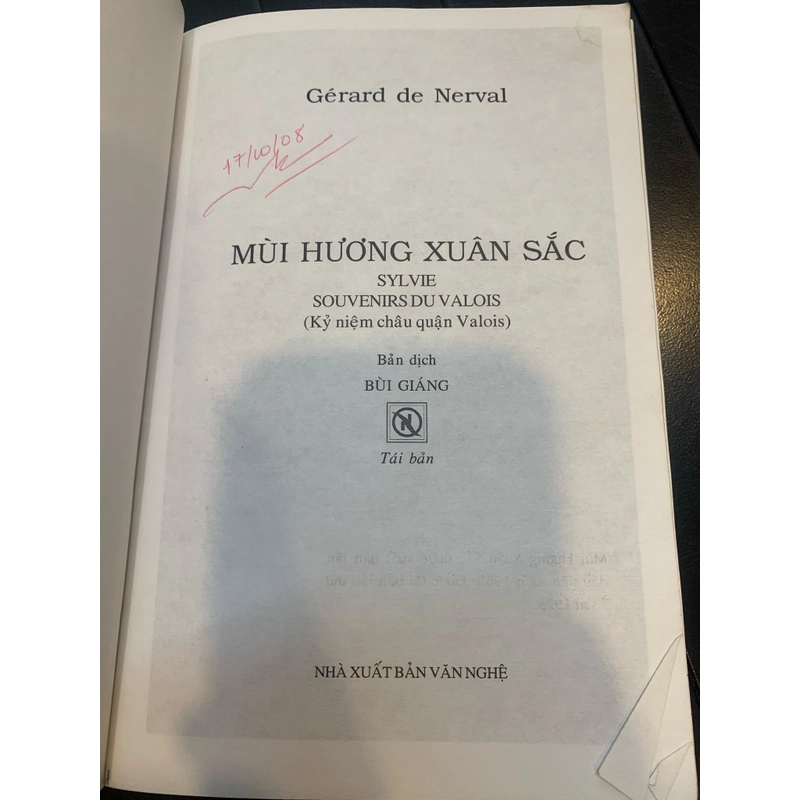 Gérard de Nerval
17/10/08
MÙI HƯƠNG XUÂN SẮC
SYLVIE
SOUVENIRS DU VALOIS
(Kỷ niệm châu quận Valois)
Bản dịch
BÙI GIÁNG
N
Tái bản
NHÀ XUẤT BẢN VĂN NGHỆ